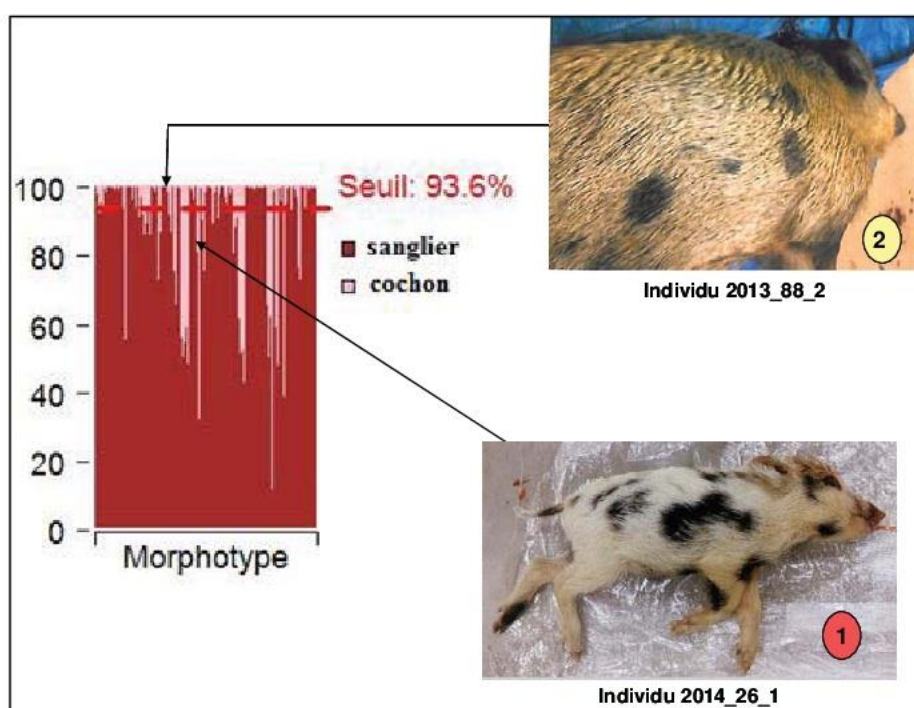 100
80
60
40
20
0
Morphotype
Seuil: 93.6%
sanglier
cochon
2
Individu 2013_88_2
1
Individu 2014_26_1